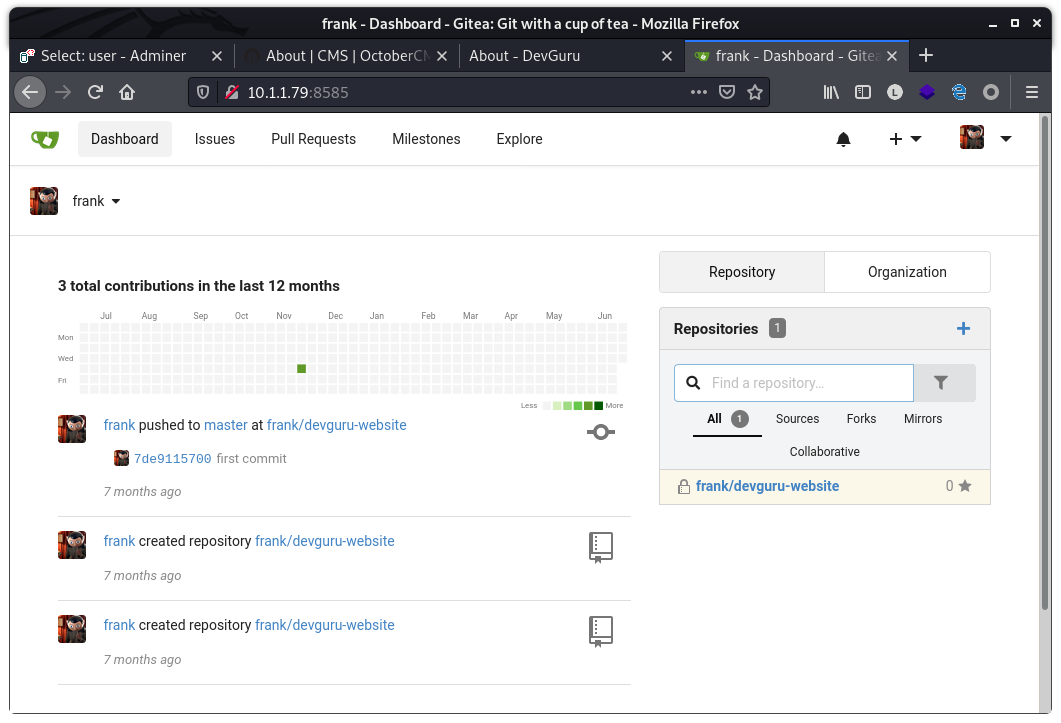 frank - Dashboard - Gitea: Git with a cup of tea - Mozilla Firefox
Select: user - Adminer
About | CMS | OctoberCM
About - DevGuru
frank - Dashboard - Gitea
10.1.1.79:8585
Dashboard
Issues
Pull Requests
Milestones
Explore
frank
3 total contributions in the last 12 months
Jul Aug Sep Oct Nov Dec Jan Feb Mar Apr May Jun
Mon
Wed
Fri
Less More
frank pushed to master at frank/devguru-website
7de9115700 first commit
7 months ago
frank created repository frank/devguru-website
7 months ago
frank created repository frank/devguru-website
7 months ago
Repository
Organization
Repositories 1
Find a repository...
All 1 Sources Forks Mirrors
Collaborative
frank/devguru-website 0